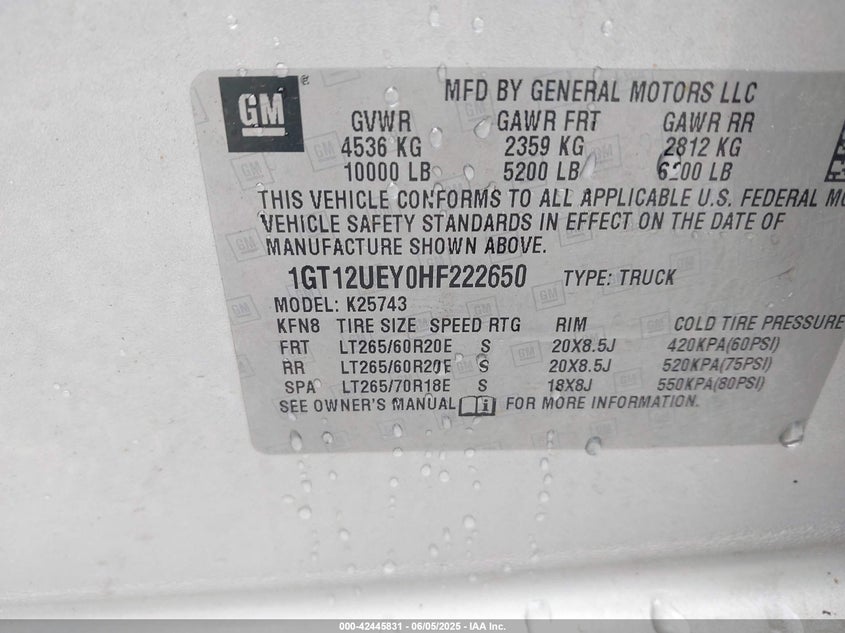 GM ®
MFD BY GENERAL MOTORS LLC
GVWR GAWR FRT GAWR RR
4536 KG 2359 KG 2812 KG
10000 LB 5200 LB 6200 LB
THIS VEHICLE CONFORMS TO ALL APPLICABLE U.S. FEDERAL MO
VEHICLE SAFETY STANDARDS IN EFFECT ON THE DATE OF
MANUFACTURE SHOWN ABOVE.
1GT12UEY0HF222650 TYPE: TRUCK
MODEL: K25743
KFN8 TIRE SIZE SPEED RTG RIM COLD TIRE PRESSURE
FRT LT265/60R20E S 20X8.5J 420KPA(60PSI)
RR LT265/60R20E S 20X8.5J 520KPA(75PSI)
SPA LT265/70R18E S 18X8J 550KPA(80PSI)
SEE OWNER'S MANUAL i FOR MORE INFORMATION.
000-42445831 - 06/05/2025 - IAA Inc.